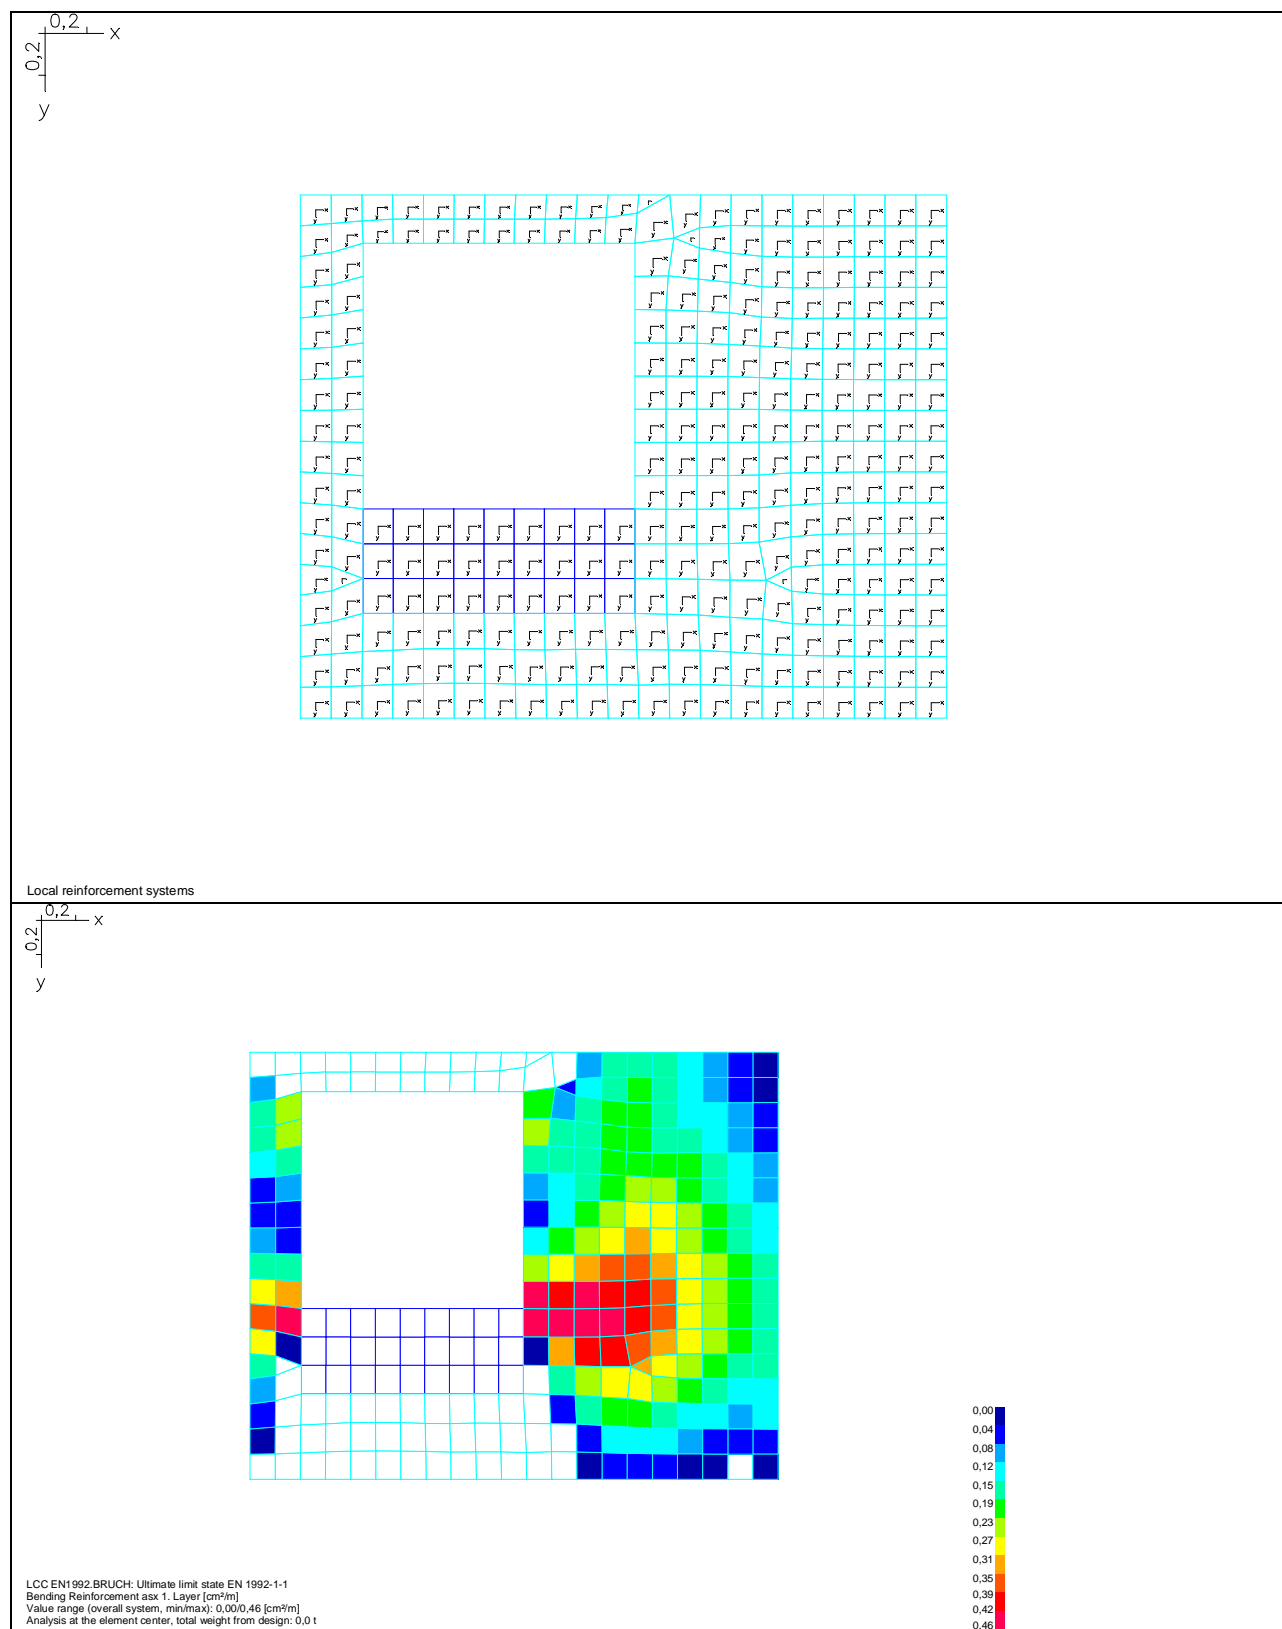 0,2
x
0,2
y
Local reinforcement systems
0,2
x
0,2
y
0,00
0,04
0,08
0,12
0,15
0,19
0,23
0,27
0,31
0,35
0,39
0,42
0,46
LCC EN1992.BRUCH: Ultimate limit state EN 1992-1-1
Bending Reinforcement asx 1. Layer [cm²/m]
Value range (overall system, min/max): 0,00/0,46 [cm²/m]
Analysis at the element center, total weight from design: 0,0 t